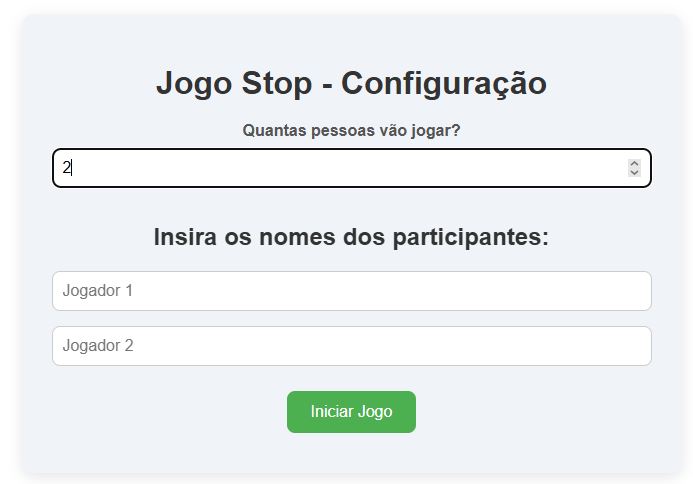 Jogo Stop - Configuração
Quantas pessoas vão jogar?
2
Insira os nomes dos participantes:
Jogador 1
Jogador 2
Iniciar Jogo